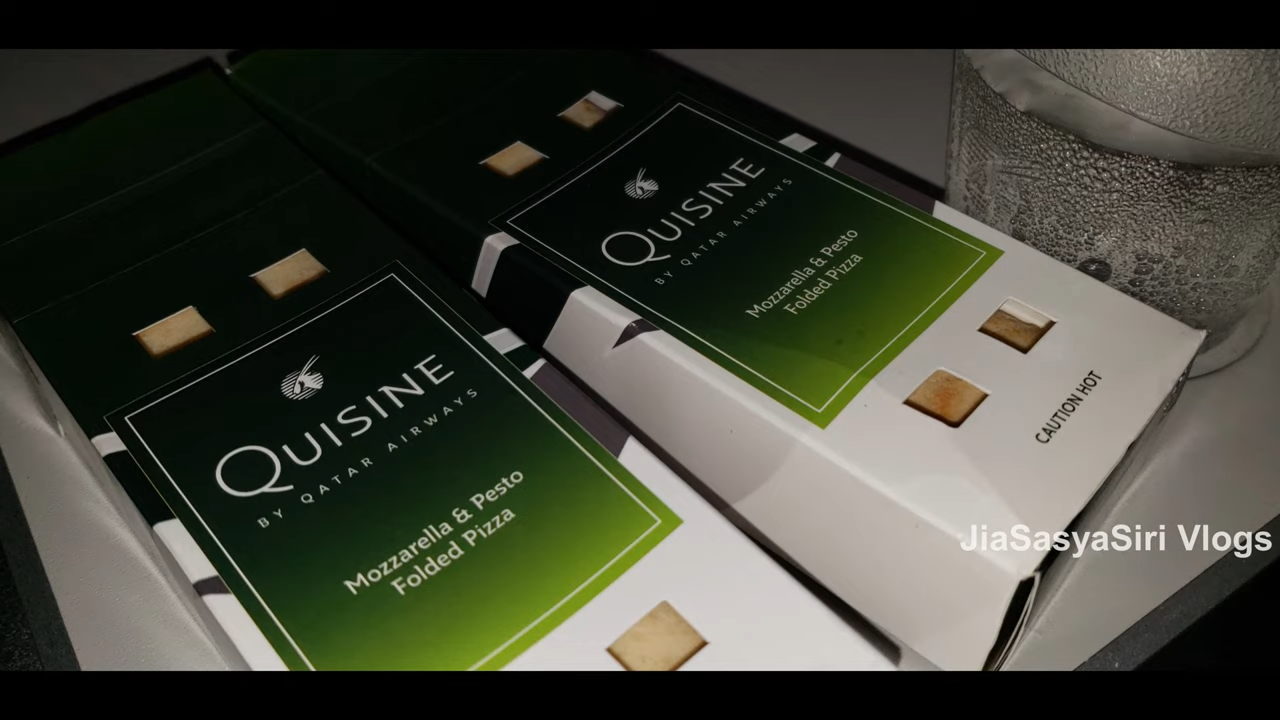 QUISINE
BY QATAR AIRWAYS
Mozzarella & Pesto
Folded Pizza
QUISINE
BY QATAR AIRWAYS
Mozzarella & Pesto
Folded Pizza
CAUTION HOT
JiaSasyaSiri Vlogs